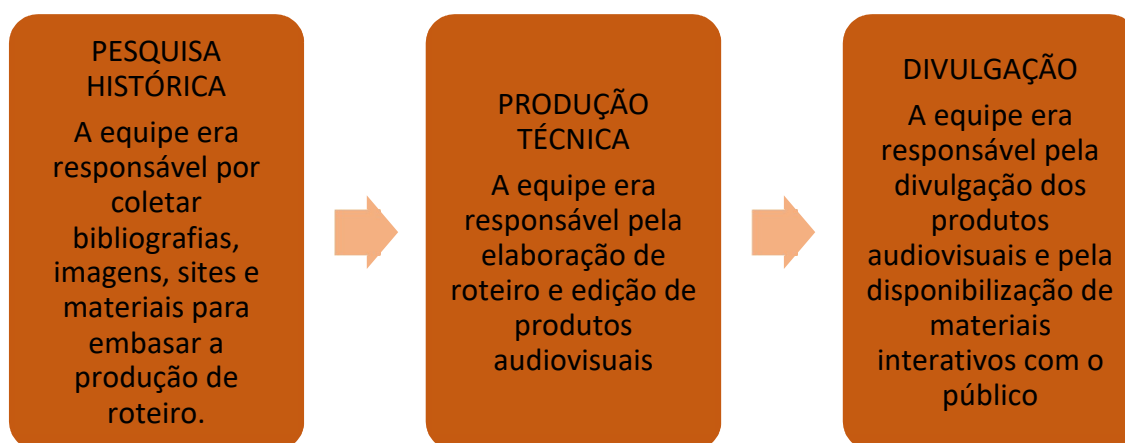 PESQUISA
HISTÓRICA
A equipe era
responsável por
coletar
bibliografias,
imagens, sites e
materiais para
embasar a
produção de
roteiro.
PRODUÇÃO
TÉCNICA
A equipe era
responsável pela
elaboração de
roteiro e edição de
produtos
audiovisuais
DIVULGAÇÃO
A equipe era
responsável pela
divulgação dos
produtos
audiovisuais e pela
disponibilização de
materiais
interativos com o
público